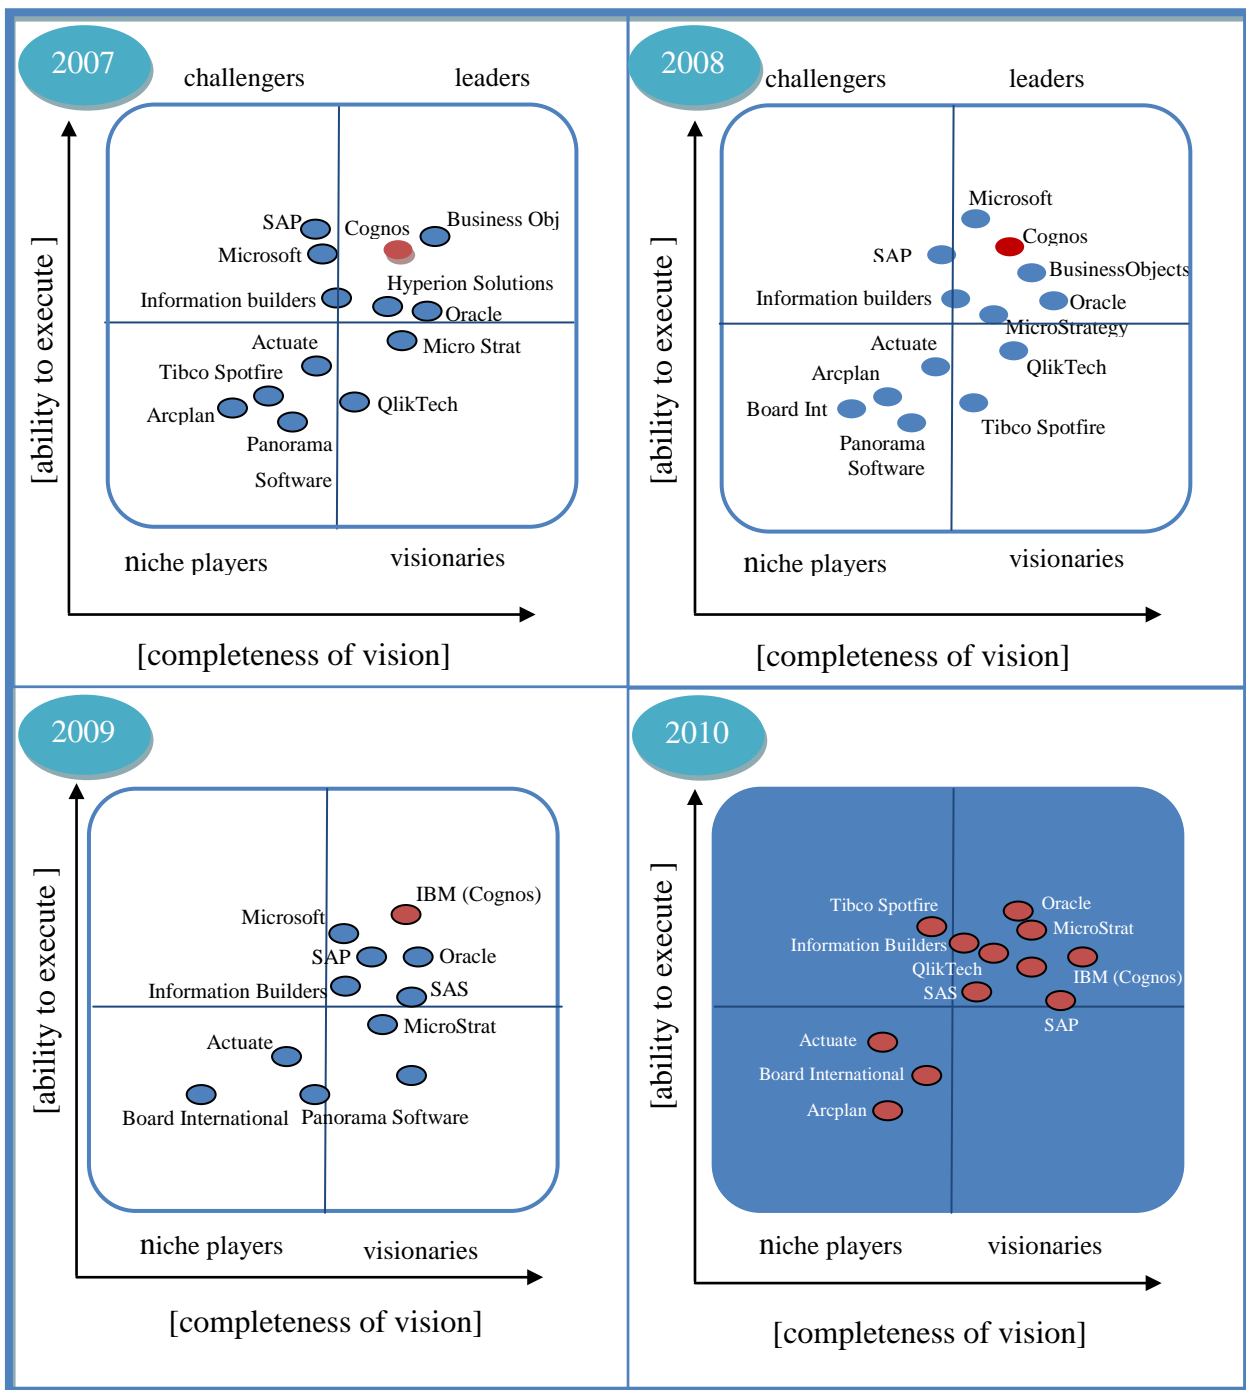 2007
challengers
leaders
SAP
Cognos
Business Obj
Microsoft
Hyperion Solutions
Information builders
Oracle
Actuate
Micro Strat
Tibco Spotfire
Arcplan
QlikTech
Panorama
Software
[ability to execute ]
niche players
visionaries
[completeness of vision]
2008
challengers
leaders
Microsoft
Cognos
SAP
BusinessObjects
Information builders
Oracle
MicroStrategy
Actuate
QlikTech
Arcplan
Board Int
Tibco Spotfire
Panorama
Software
[ability to execute ]
niche players
visionaries
[completeness of vision]
2009
IBM (Cognos)
Microsoft
SAP
Oracle
Information Builders
SAS
MicroStrat
Actuate
Board International
Panorama Software
[ability to execute ]
niche players
visionaries
[completeness of vision]
2010
Tibco Spotfire
Oracle
MicroStrat
Information Builders
QlikTech
IBM (Cognos)
SAS
SAP
Actuate
Board International
Arcplan
[ability to execute ]
niche players
visionaries
[completeness of vision]